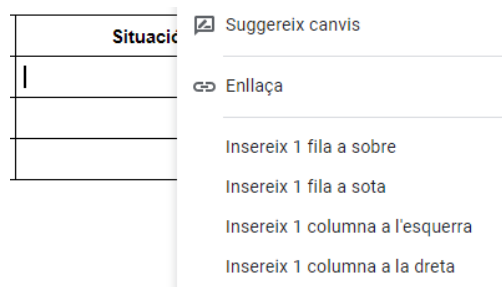 Situació
Suggereix canvis
Enllaça
Insereix 1 fila a sobre
Insereix 1 fila a sota
Insereix 1 columna a l'esquerra
Insereix 1 columna a la dreta